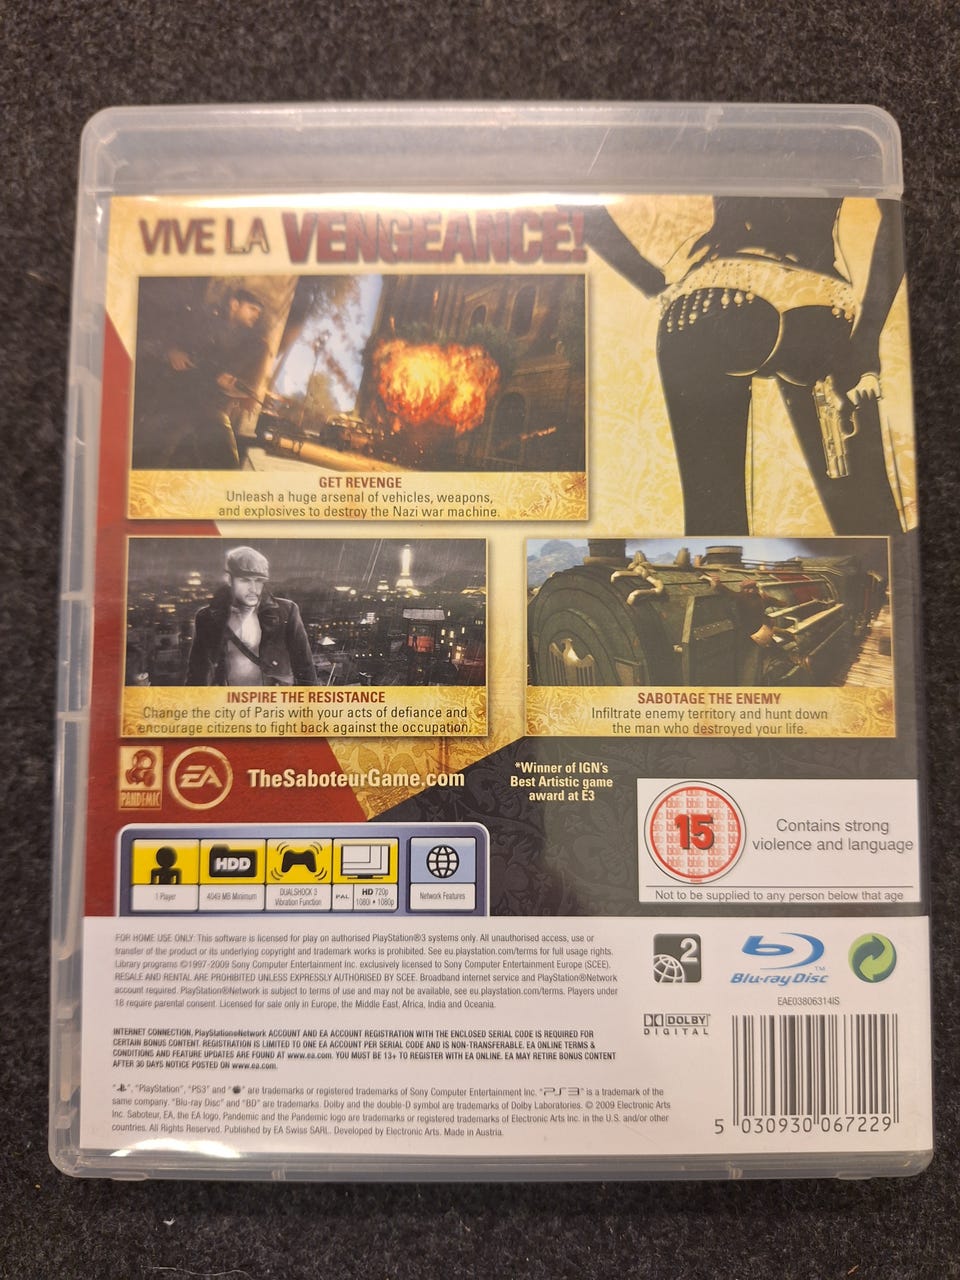 VIVE LA VENGEANCE!
GET REVENGE
Unleash a huge arsenal of vehicles, weapons,
and explosives to destroy the Nazi war machine.
INSPIRE THE RESISTANCE
Change the city of Paris with your acts of defiance and
encourage citizens to fight back against the occupation.
SABOTAGE THE ENEMY
Infiltrate enemy territory and hunt down
the man who destroyed your life.
PANDEMIC
EA
TheSaboteurGame.com
*Winner of IGN's
Best Artistic game
award at E3
bbfc
15
Contains strong
violence and language
Not to be supplied to any person below that age
HDD
1 Player
4049 MB Minimum
DUALSHOCK 3
Vibration Function
PAL
HD 720p
1080i • 1080p
Network Features
FOR HOME USE ONLY: This software is licensed for play on authorised PlayStation®3 systems only. All unauthorised access, use or
transfer of the product or its underlying copyright and trademark works is prohibited. See eu.playstation.com/terms for full usage rights.
Library programs ©1997-2009 Sony Computer Entertainment Inc. exclusively licensed to Sony Computer Entertainment Europe (SCEE).
RESALE AND RENTAL ARE PROHIBITED UNLESS EXPRESSLY AUTHORISED BY SCEE. Broadband internet service and PlayStation®Network
account required. PlayStation®Network is subject to terms of use and may not be available, see eu.playstation.com/terms. Players under
18 require parental consent. Licensed for sale only in Europe, the Middle East, Africa, India and Oceania.
INTERNET CONNECTION, PlayStation®Network ACCOUNT AND EA ACCOUNT REGISTRATION WITH THE ENCLOSED SERIAL CODE IS REQUIRED FOR
CERTAIN BONUS CONTENT. REGISTRATION IS LIMITED TO ONE EA ACCOUNT PER SERIAL CODE AND IS NON-TRANSFERABLE. EA ONLINE TERMS &
CONDITIONS AND FEATURE UPDATES ARE FOUND AT www.ea.com. YOU MUST BE 13+ TO REGISTER WITH EA ONLINE. EA MAY RETIRE BONUS CONTENT
AFTER 30 DAYS NOTICE POSTED ON www.ea.com.
" ", "PlayStation", "PS3" and " " are trademarks or registered trademarks of Sony Computer Entertainment Inc. "PS3" is a trademark of the
same company. "Blu-ray Disc" and "BD" are trademarks. Dolby and the double-D symbol are trademarks of Dolby Laboratories. © 2009 Electronic Arts
Inc. Saboteur, EA, the EA logo, Pandemic and the Pandemic logo are trademarks or registered trademarks of Electronic Arts Inc. in the U.S. and/or other
countries. All Rights Reserved. Published by EA Swiss SARL. Developed by Electronic Arts. Made in Austria.
2
Blu-ray Disc™
EAE03806314IS
DOLBY
DIGITAL
5 030930 067229